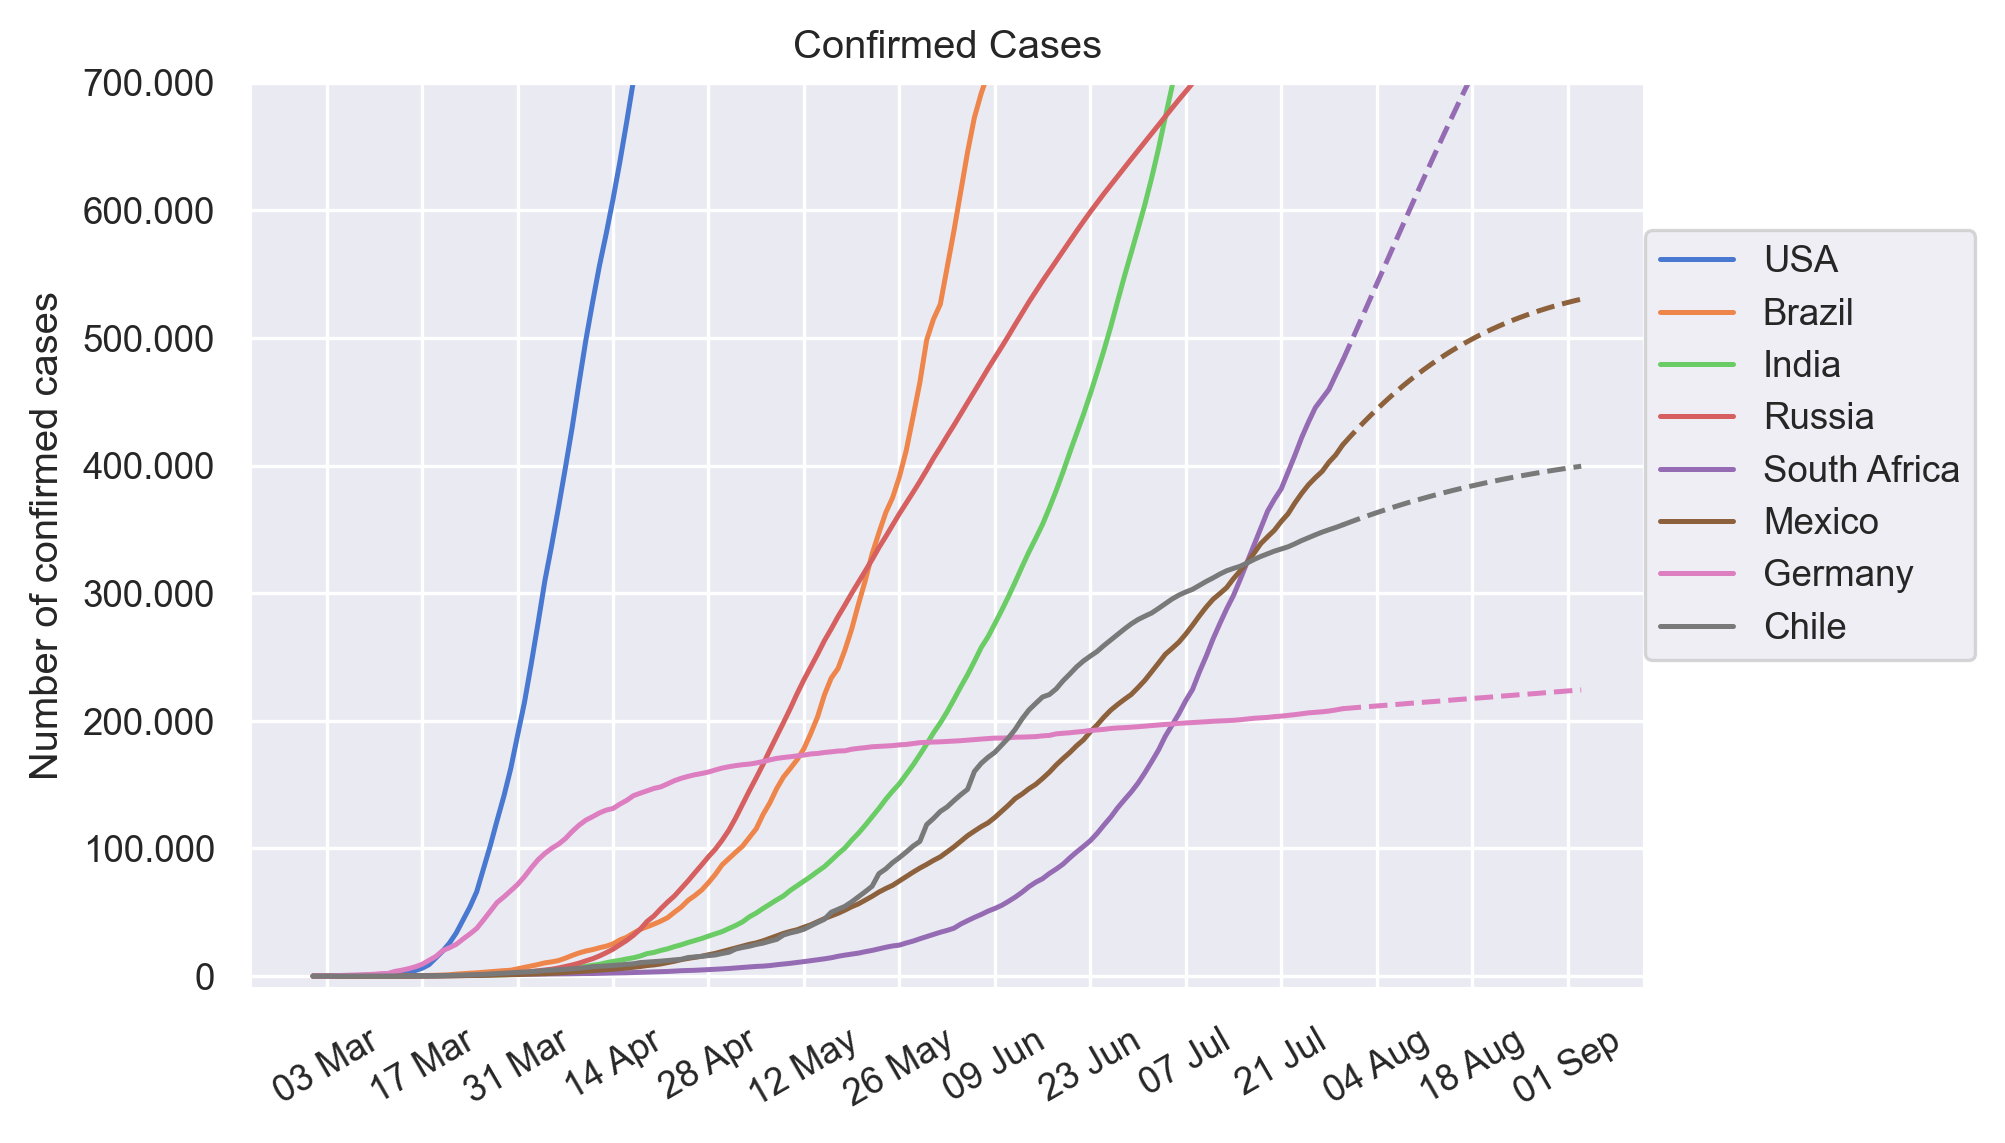 Confirmed Cases
700.000
600.000
500.000
400.000
300.000
200.000
100.000
0
Number of confirmed cases
03 Mar
17 Mar
31 Mar
14 Apr
28 Apr
12 May
26 May
09 Jun
23 Jun
07 Jul
21 Jul
04 Aug
18 Aug
01 Sep
USA
Brazil
India
Russia
South Africa
Mexico
Germany
Chile